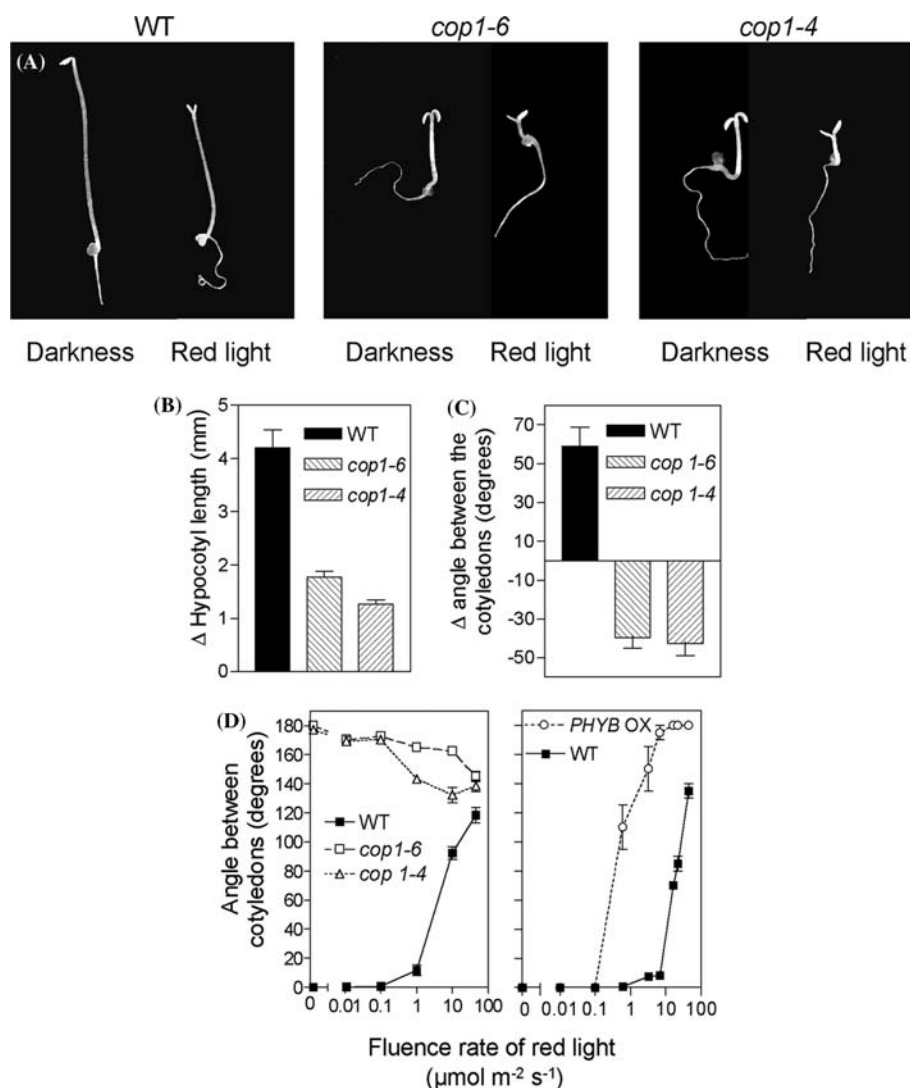 WT cop1-6 cop1-4
(A)
Darkness Red light Darkness Red light Darkness Red light
(B)
Δ Hypocotyl length (mm)
5
4
3
2
1
0
WT
cop1-6
cop1-4
(C)
Δ angle between the
cotyledons (degrees)
70
50
30
10
-10
-30
-50
WT
cop 1-6
cop 1-4
(D)
Angle between
cotyledons (degrees)
180
160
140
120
100
80
60
40
20
0
WT
cop1-6
cop 1-4
0 0.01 0.1 1 10 100
PHYB OX
WT
0 0.01 0.1 1 10 100
Fluence rate of red light
(μmol m⁻² s⁻¹)